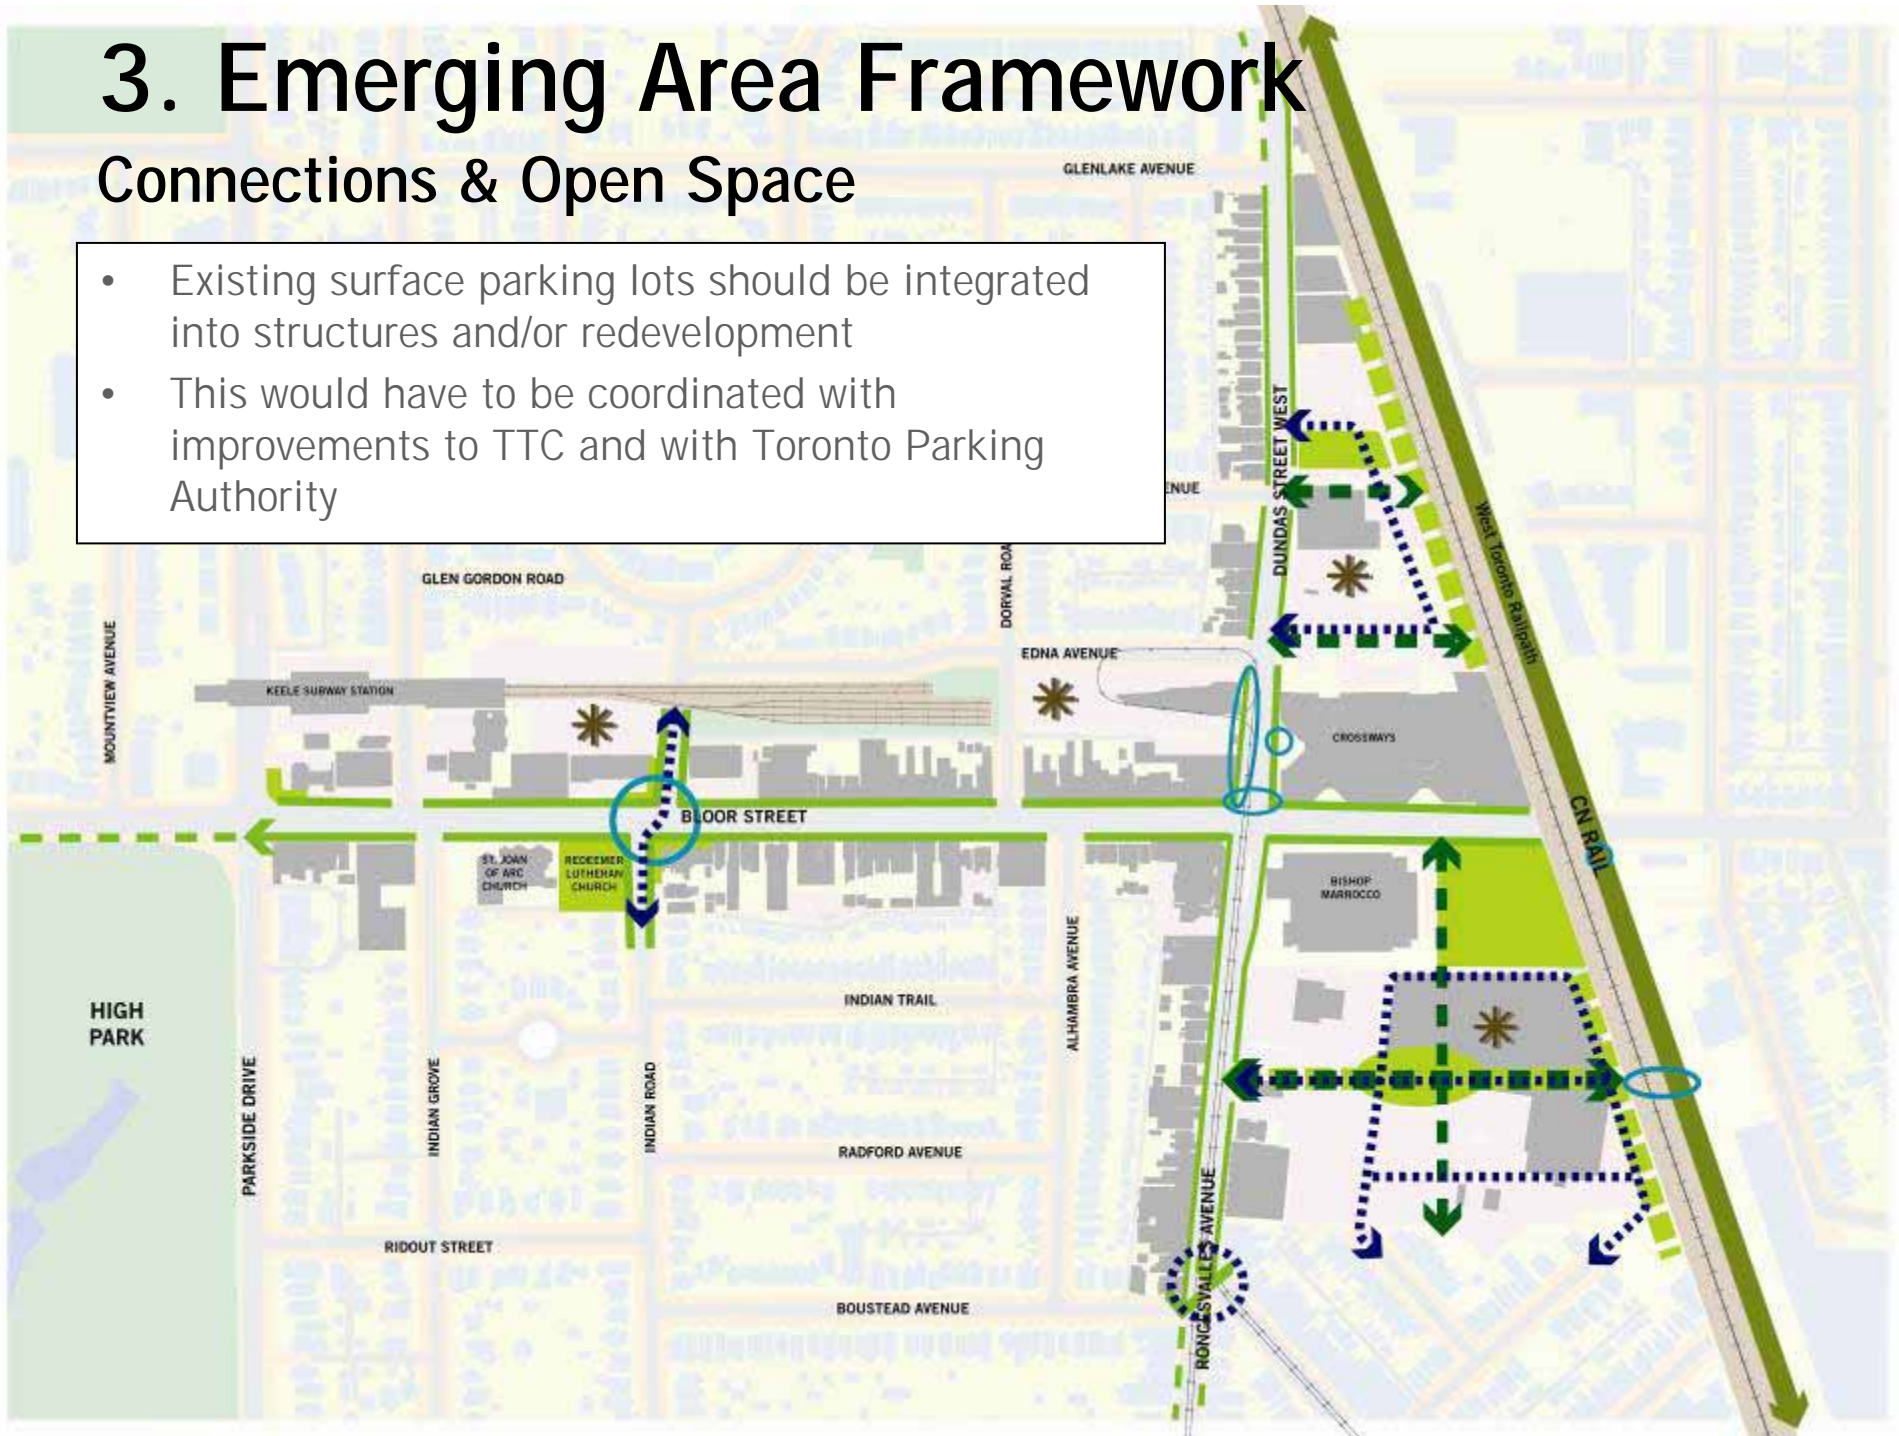 3. Emerging Area Framework
Connections & Open Space
GLENLAKE AVENUE
• Existing surface parking lots should be integrated
into structures and/or redevelopment
• This would have to be coordinated with
improvements to TTC and with Toronto Parking
Authority
ENUE
DUNDAS STREET WEST
West Toronto Railpath
GLEN GORDON ROAD
DORVAL ROA
MOUNTVIEW AVENUE
EDNA AVENUE
KEELE SUBWAY STATION
CROSSWAYS
BLOOR STREET
CN RAIL
ST. JOAN
OF ARC
CHURCH
REDEEMER
LUTHERAN
CHURCH
BISHOP
MARROCCO
HIGH
PARK
PARKSIDE DRIVE
INDIAN GROVE
INDIAN ROAD
INDIAN TRAIL
ALHAMBRA AVENUE
RADFORD AVENUE
RONCESVALLES AVENUE
RIDOUT STREET
BOUSTEAD AVENUE